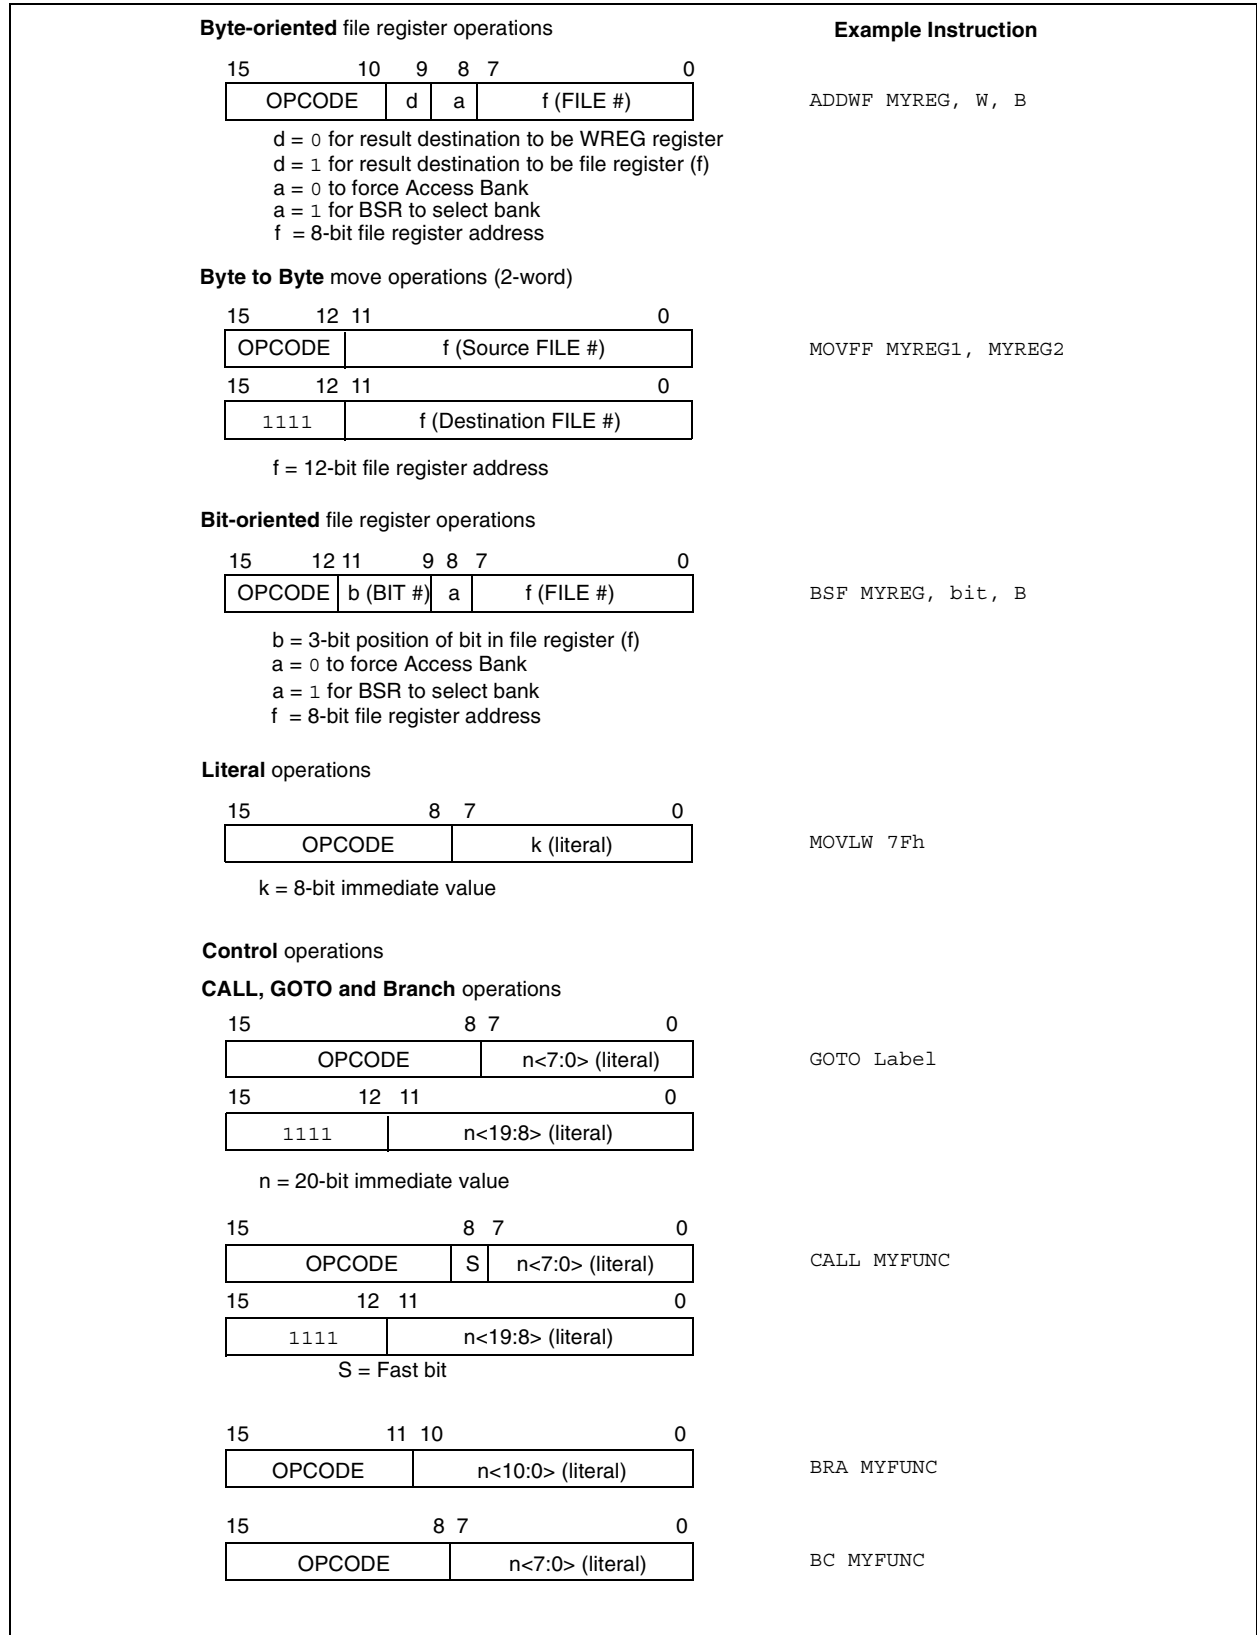 Byte-oriented file register operations Example Instruction
15 10 9 8 7 0
OPCODE d a f (FILE #) ADDWF MYREG, W, B
d = 0 for result destination to be WREG register
d = 1 for result destination to be file register (f)
a = 0 to force Access Bank
a = 1 for BSR to select bank
f = 8-bit file register address
Byte to Byte move operations (2-word)
15 12 11 0
OPCODE f (Source FILE #) MOVFF MYREG1, MYREG2
15 12 11 0
1111 f (Destination FILE #)
f = 12-bit file register address
Bit-oriented file register operations
15 12 11 9 8 7 0
OPCODE b (BIT #) a f (FILE #) BSF MYREG, bit, B
b = 3-bit position of bit in file register (f)
a = 0 to force Access Bank
a = 1 for BSR to select bank
f = 8-bit file register address
Literal operations
15 8 7 0
OPCODE k (literal) MOVLW 7Fh
k = 8-bit immediate value
Control operations
CALL, GOTO and Branch operations
15 8 7 0
OPCODE n<7:0> (literal) GOTO Label
15 12 11 0
1111 n<19:8> (literal)
n = 20-bit immediate value
15 8 7 0
OPCODE S n<7:0> (literal) CALL MYFUNC
15 12 11 0
1111 n<19:8> (literal)
S = Fast bit
15 11 10 0
OPCODE n<10:0> (literal) BRA MYFUNC
15 8 7 0
OPCODE n<7:0> (literal) BC MYFUNC